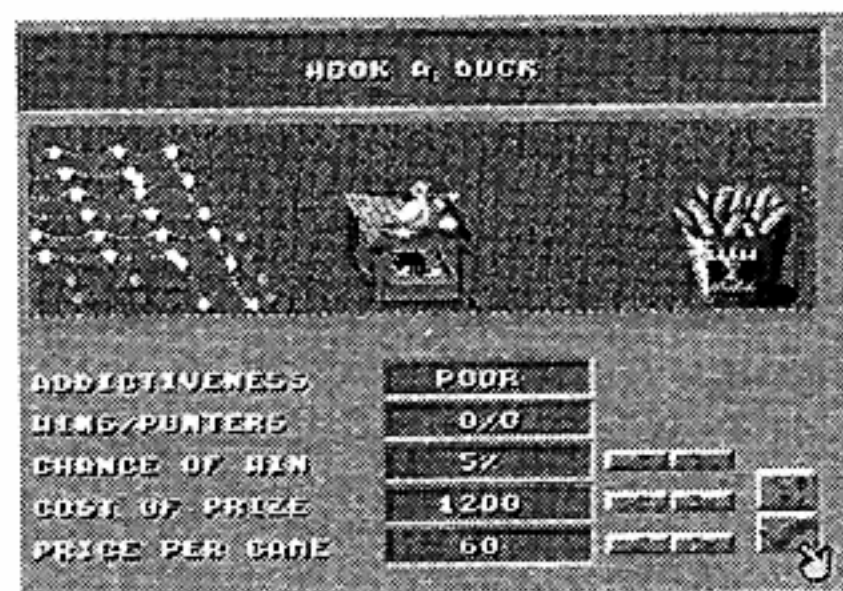 HOOK A DUCK
ADDICTIVENESS POOR
WINS/PUNTERS 0/0
CHANCE OF WIN 5%
COST OF PRIZE 1200
PRICE PER GAME 60